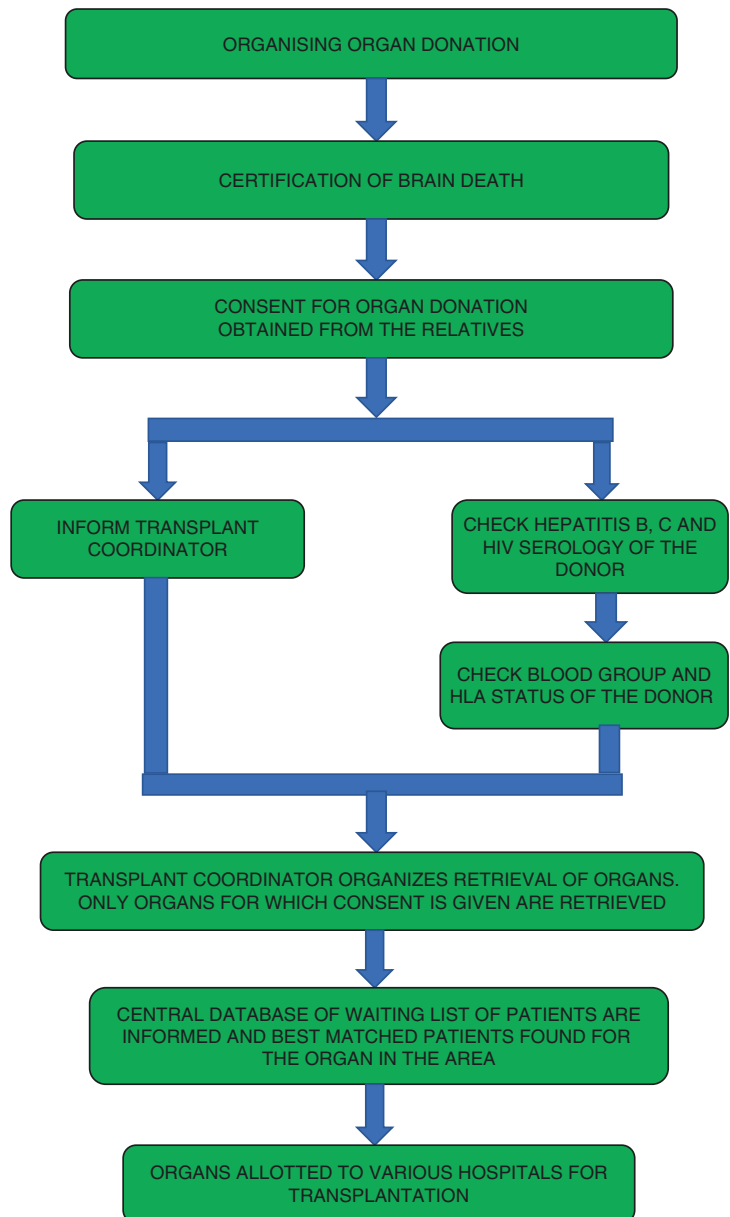 ORGANISING ORGAN DONATION
CERTIFICATION OF BRAIN DEATH
CONSENT FOR ORGAN DONATION
OBTAINED FROM THE RELATIVES
INFORM TRANSPLANT
COORDINATOR
CHECK HEPATITIS B, C AND
HIV SEROLOGY OF THE
DONOR
CHECK BLOOD GROUP AND
HLA STATUS OF THE DONOR
TRANSPLANT COORDINATOR ORGANIZES RETRIEVAL OF ORGANS.
ONLY ORGANS FOR WHICH CONSENT IS GIVEN ARE RETRIEVED
CENTRAL DATABASE OF WAITING LIST OF PATIENTS ARE
INFORMED AND BEST MATCHED PATIENTS FOUND FOR
THE ORGAN IN THE AREA
ORGANS ALLOTTED TO VARIOUS HOSPITALS FOR
TRANSPLANTATION